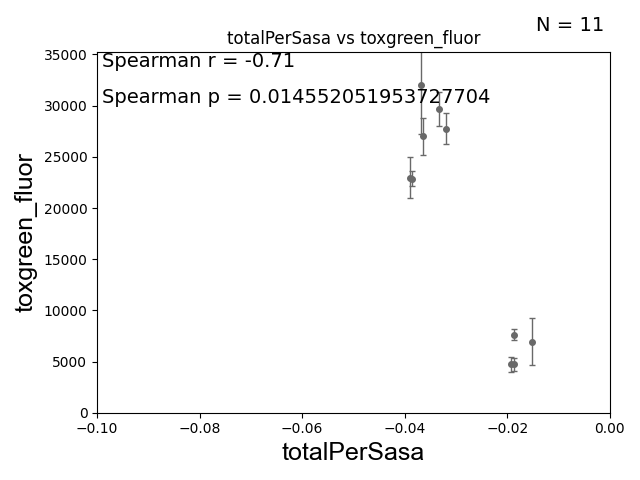 N = 11
totalPerSasa vs toxgreen_fluor
Spearman r = -0.71
Spearman p = 0.014552051953727704
toxgreen_fluor
35000
30000
25000
20000
15000
10000
5000
0
−0.10 −0.08 −0.06 −0.04 −0.02 0.00
totalPerSasa